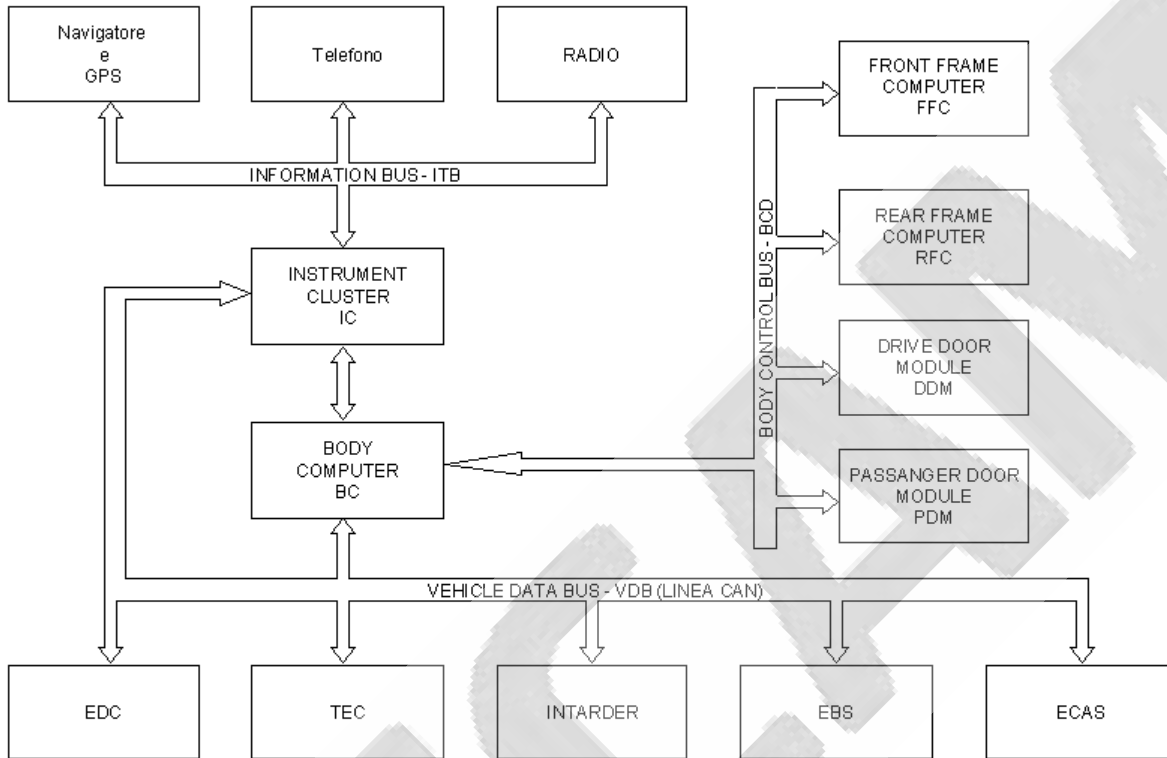 Navigatore
e
GPS
Telefono
RADIO
INFORMATION BUS - ITB
INSTRUMENT
CLUSTER
IC
BODY
COMPUTER
BC
BODY CONTROL BUS - BCD
FRONT FRAME
COMPUTER
FFC
REAR FRAME
COMPUTER
RFC
DRIVE DOOR
MODULE
DDM
PASSANGER DOOR
MODULE
PDM
VEHICLE DATA BUS - VDB (LINEA CAN)
EDC
TEC
INTARDER
EBS
ECAS